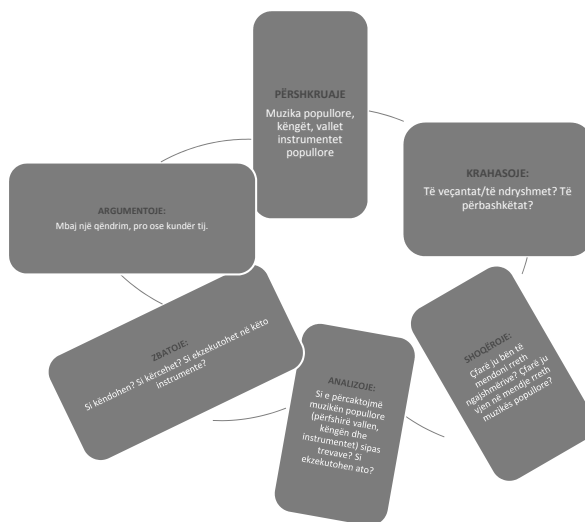 PËRSHKRUAJE
Muzika popullore,
këngët, vallet
instrumentet
popullore
KRAHASOJE:
Të veçantat/të ndryshmet? Të
përbashkëtat?
SHOQËROJE:
Çfarë ju bën të
mendoni rreth
ngajshmërive? Çfarë ju
vjen në mendje rreth
muzikës popullore?
ANALIZOJE:
Si e përcaktojmë
muzikën popullore
(përfshirë vallen,
këngën dhe
instrumentet) sipas
trevave? Si
ekzekutohen ato?
ZBATOJE:
Si këndohen? Si kërcehet? Si ekzekutohet në këto
instrumente?
ARGUMENTOJE:
Mbaj një qëndrim, pro ose kundër tij.